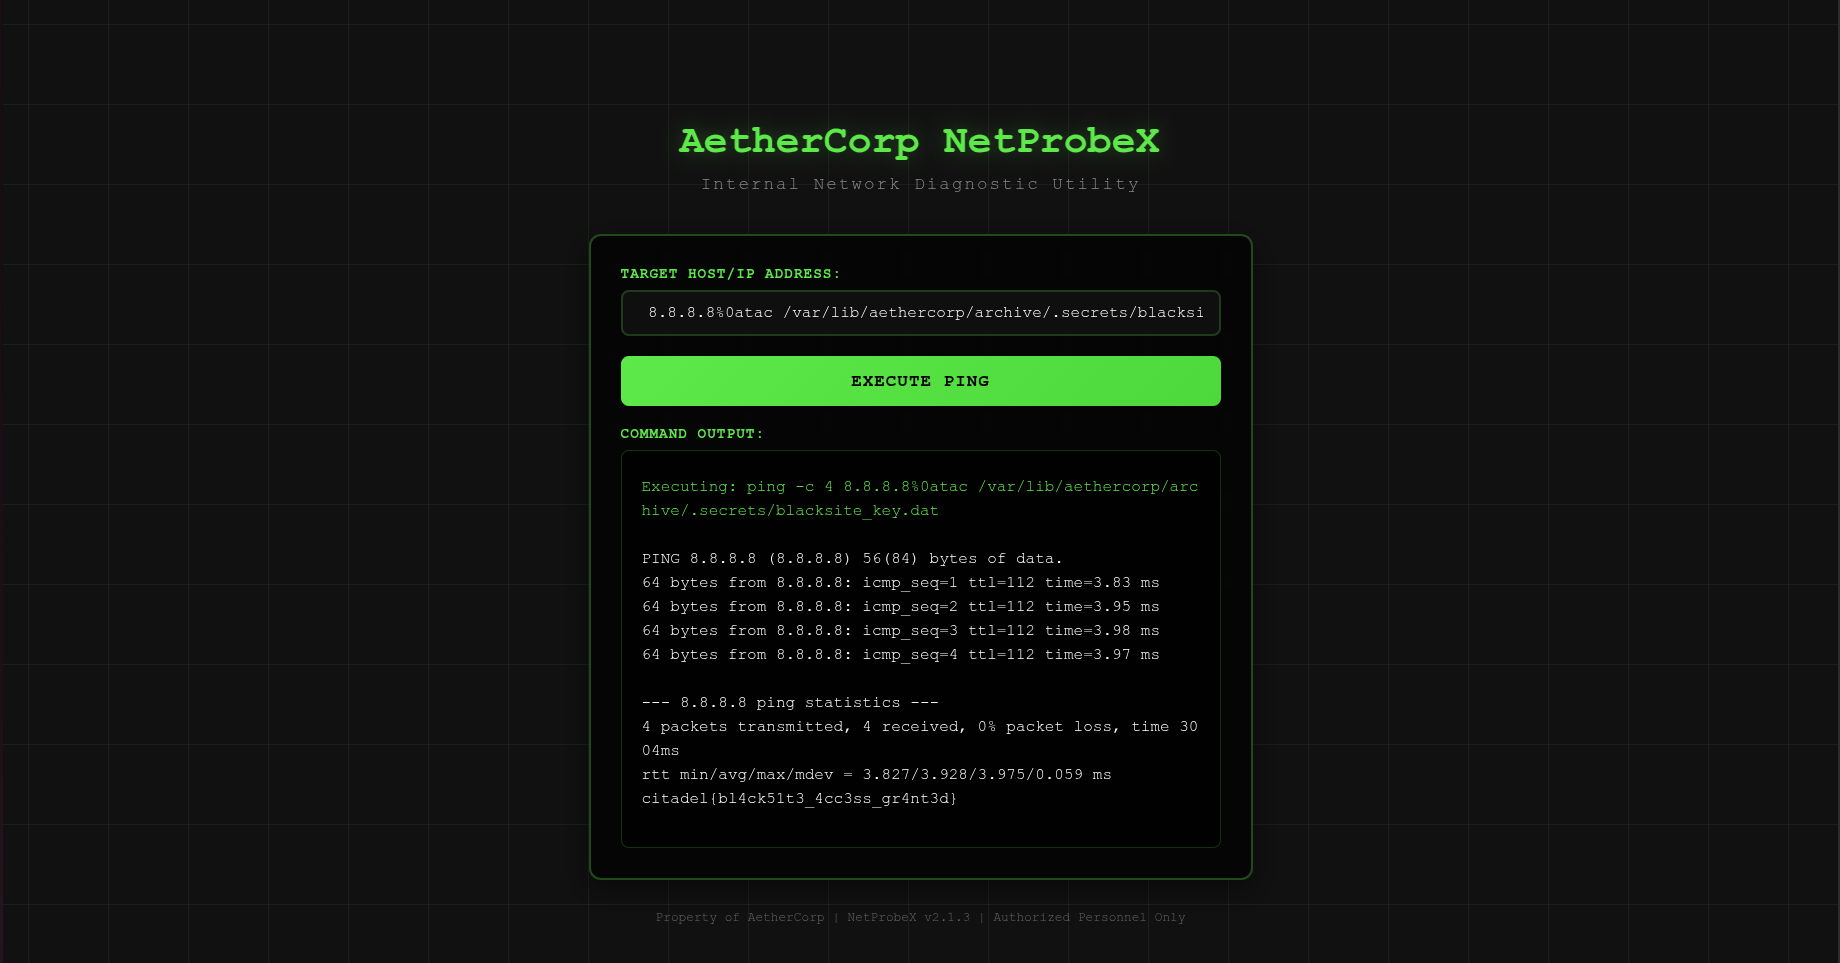 AetherCorp NetProbeX
Internal Network Diagnostic Utility
TARGET HOST/IP ADDRESS:
8.8.8.8%0atac /var/lib/aethercorp/archive/.secrets/blacksi
EXECUTE PING
COMMAND OUTPUT:
Executing: ping -c 4 8.8.8.8%0atac /var/lib/aethercorp/arc
hive/.secrets/blacksite_key.dat
PING 8.8.8.8 (8.8.8.8) 56(84) bytes of data.
64 bytes from 8.8.8.8: icmp_seq=1 ttl=112 time=3.83 ms
64 bytes from 8.8.8.8: icmp_seq=2 ttl=112 time=3.95 ms
64 bytes from 8.8.8.8: icmp_seq=3 ttl=112 time=3.98 ms
64 bytes from 8.8.8.8: icmp_seq=4 ttl=112 time=3.97 ms
--- 8.8.8.8 ping statistics ---
4 packets transmitted, 4 received, 0% packet loss, time 30
04ms
rtt min/avg/max/mdev = 3.827/3.928/3.975/0.059 ms
citadel{bl4ck51t3_4cc3ss_gr4nt3d}
Property of AetherCorp | NetProbeX v2.1.3 | Authorized Personnel Only